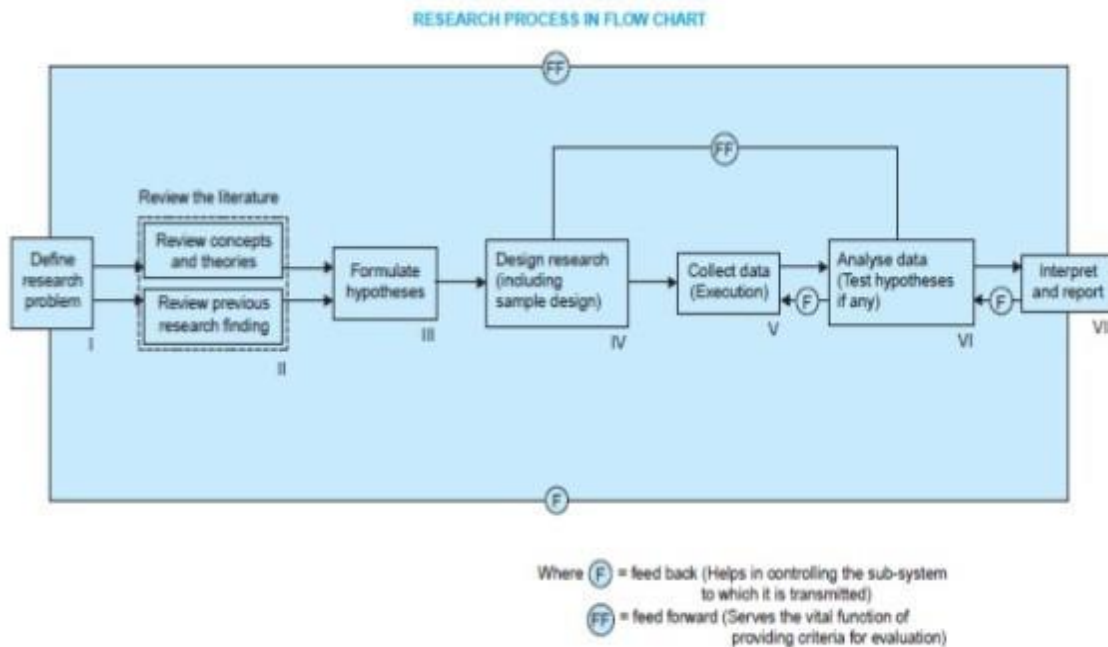 RESEARCH PROCESS IN FLOW CHART
FF
FF
Review the literature
Define
research
problem
I
Review concepts
and theories
Review previous
research finding
II
Formulate
hypotheses
III
Design research
(including
sample design)
IV
Collect data
(Execution)
V
F
Analyse data
(Test hypotheses
if any)
VI
F
Interpret
and report
VI
F
Where F = feed back (Helps in controlling the sub-system
to which it is transmitted)
FF = feed forward (Serves the vital function of
providing criteria for evaluation)